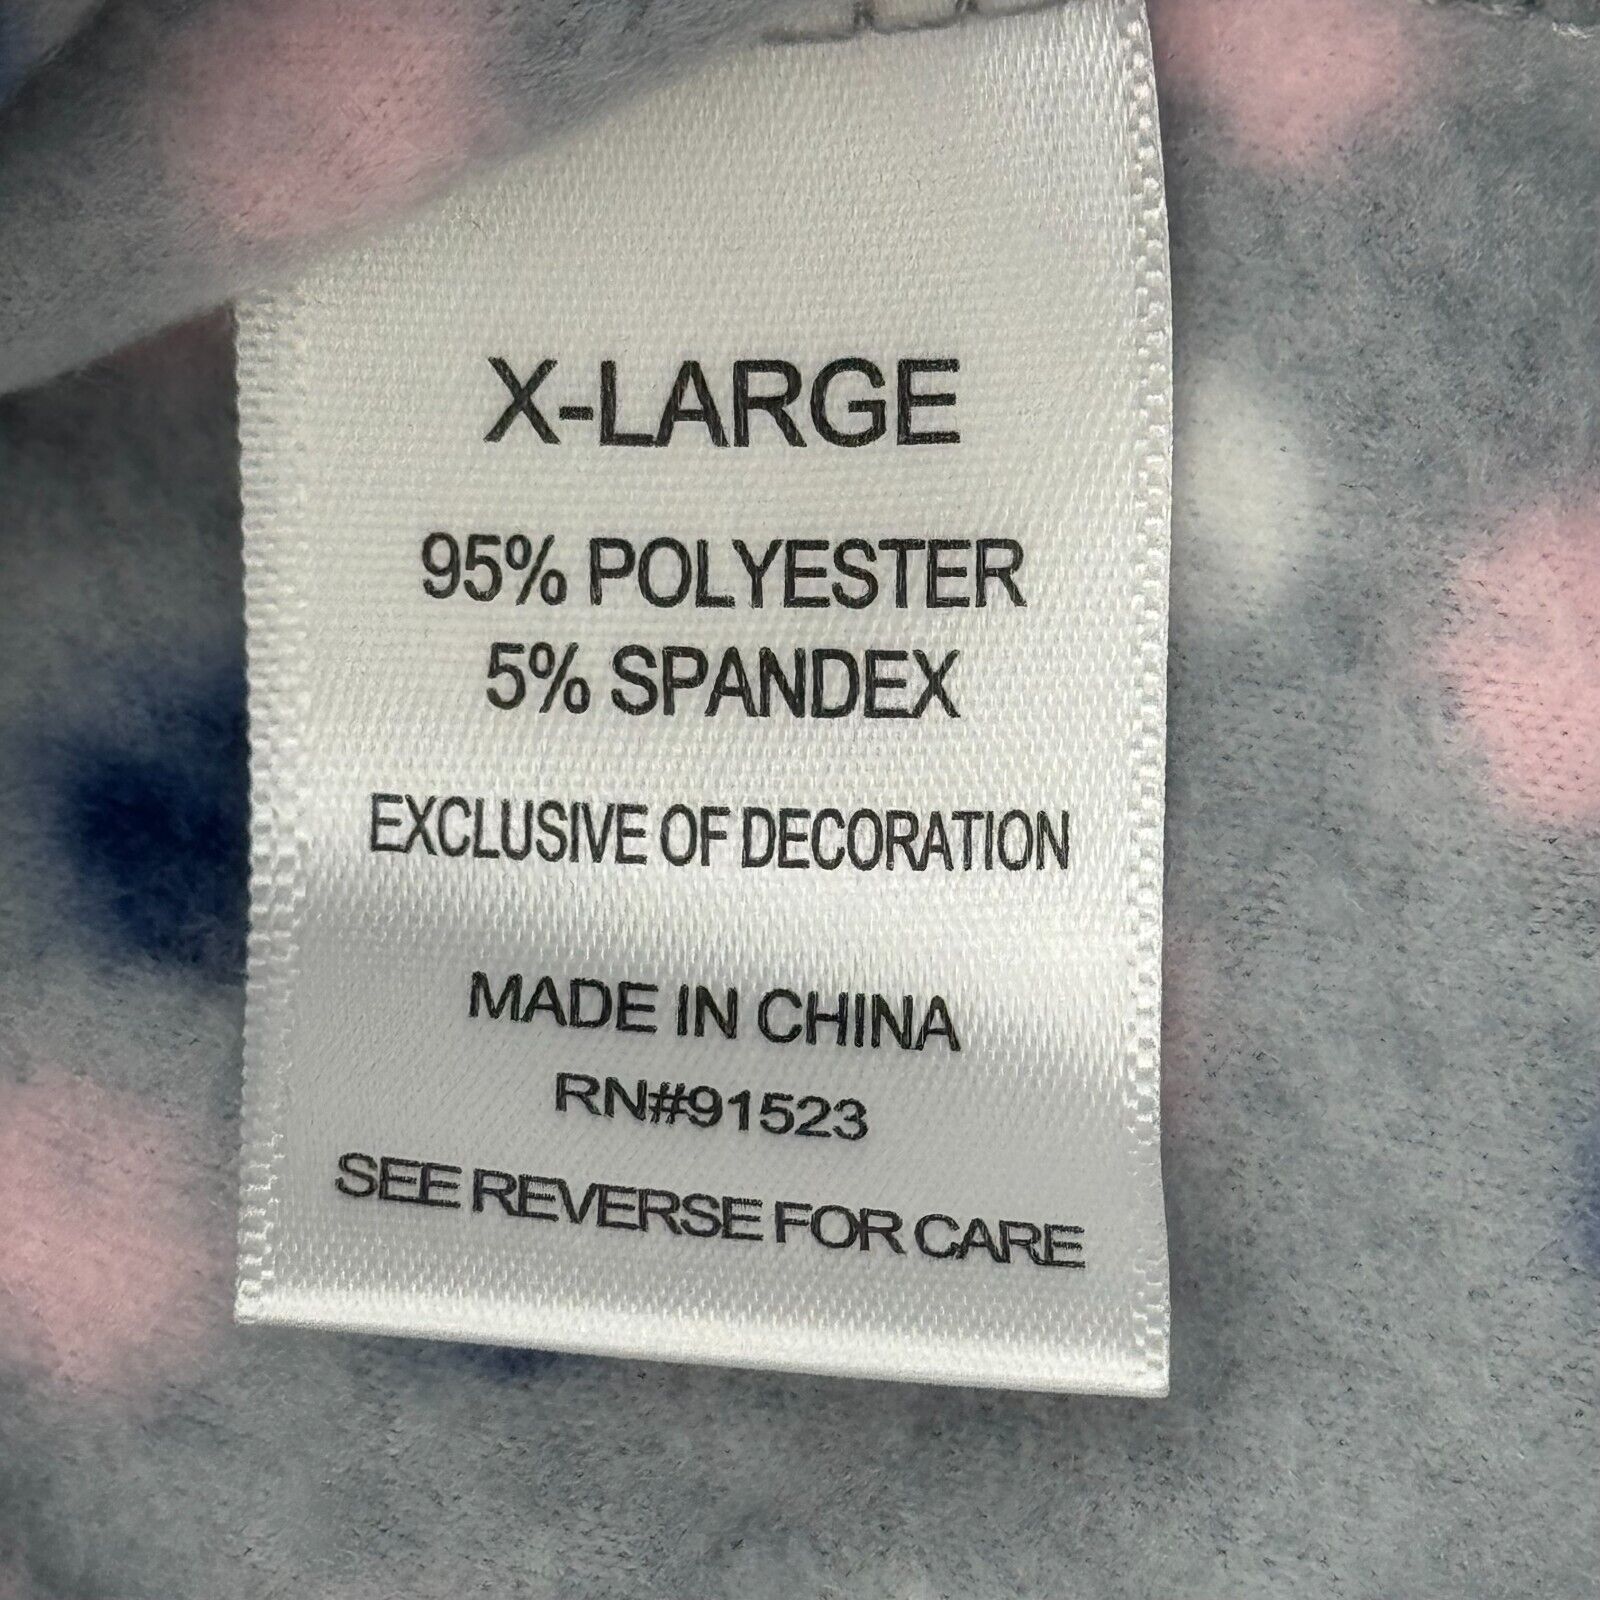 X-LARGE
95% POLYESTER
5% SPANDEX
EXCLUSIVE OF DECORATION
MADE IN CHINA
RN#91523
SEE REVERSE FOR CARE